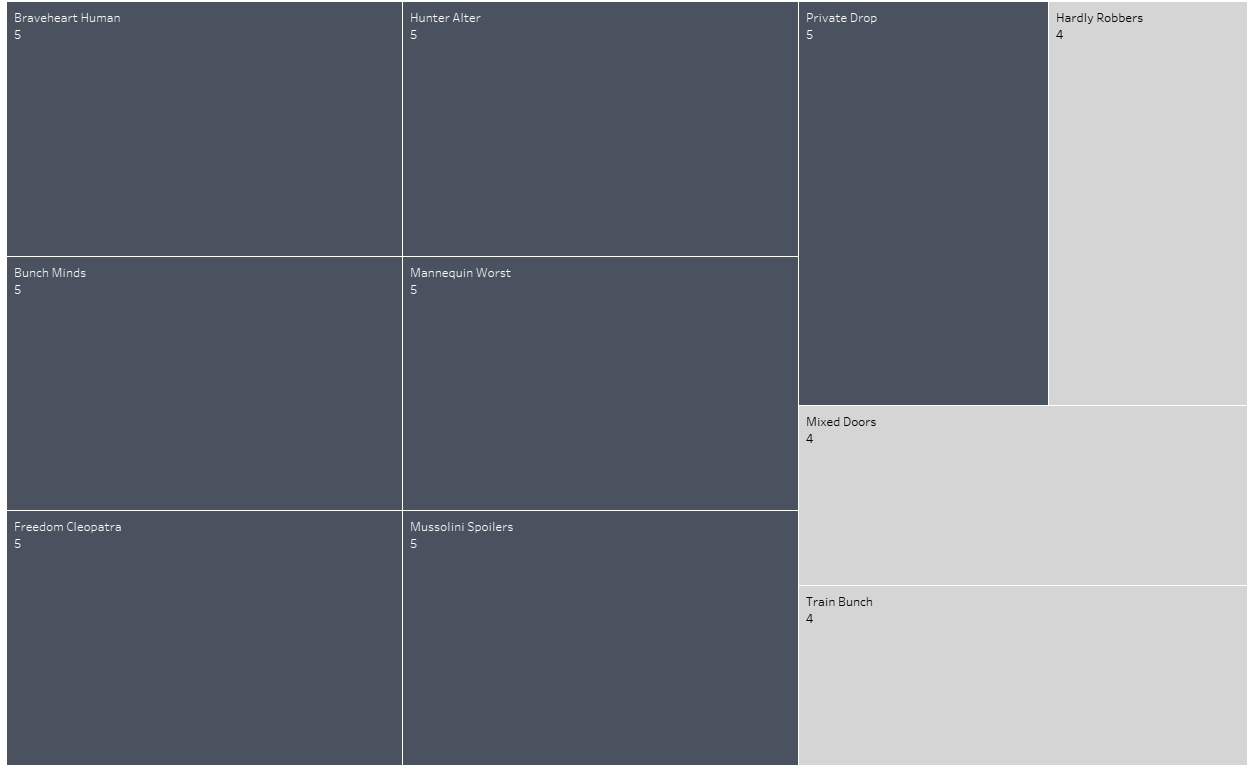 Braveheart Human
5
Hunter Alter
5
Private Drop
5
Hardly Robbers
4
Bunch Minds
5
Mannequin Worst
5
Mixed Doors
4
Freedom Cleopatra
5
Mussolini Spoilers
5
Train Bunch
4